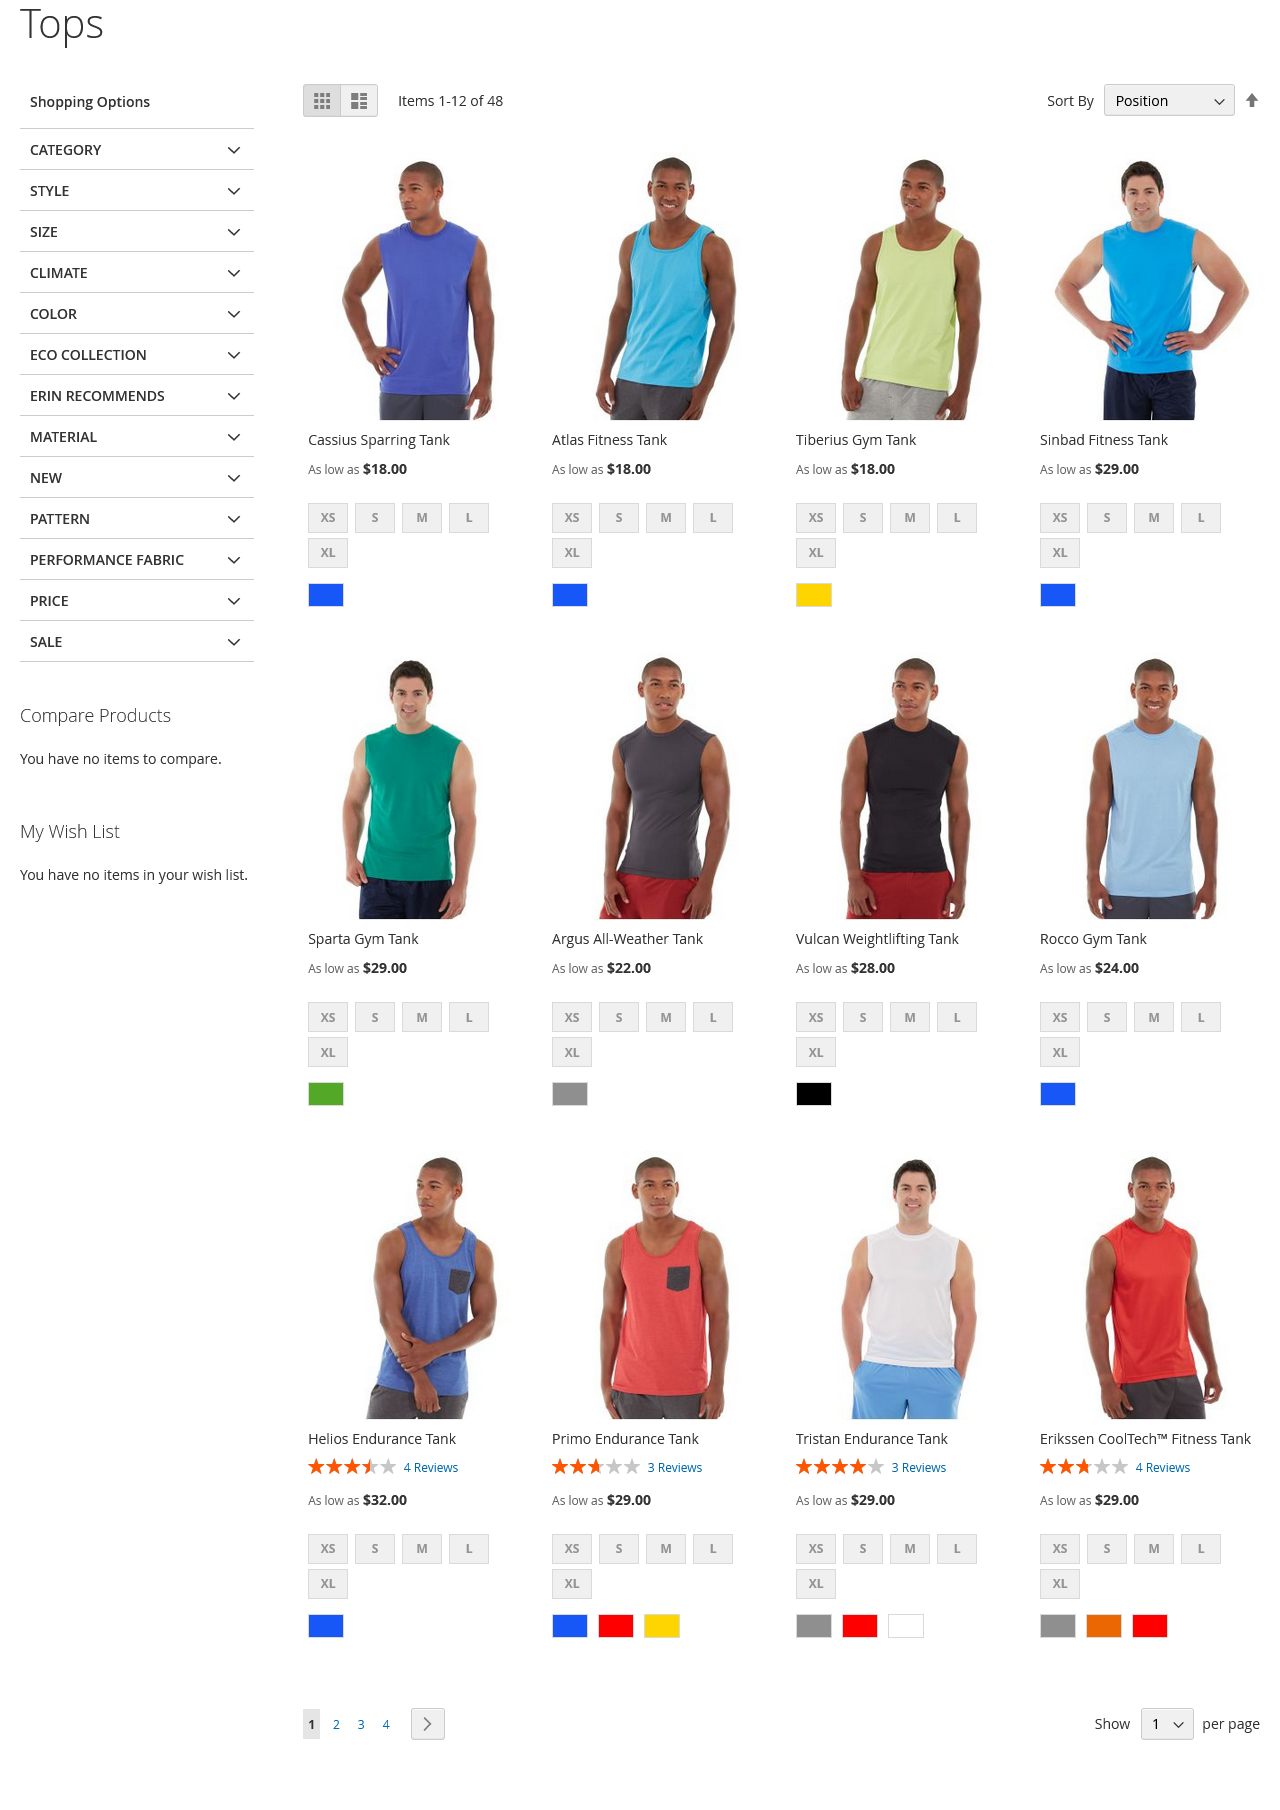 Tops
Shopping Options
CATEGORY
STYLE
SIZE
CLIMATE
COLOR
ECO COLLECTION
ERIN RECOMMENDS
MATERIAL
NEW
PATTERN
PERFORMANCE FABRIC
PRICE
SALE
Compare Products
You have no items to compare.
My Wish List
You have no items in your wish list.
Items 1-12 of 48
Sort By Position
Cassius Sparring Tank
As low as $18.00
XS S M L
XL
Atlas Fitness Tank
As low as $18.00
XS S M L
XL
Tiberius Gym Tank
As low as $18.00
XS S M L
XL
Sinbad Fitness Tank
As low as $29.00
XS S M L
XL
Sparta Gym Tank
As low as $29.00
XS S M L
XL
Argus All-Weather Tank
As low as $22.00
XS S M L
XL
Vulcan Weightlifting Tank
As low as $28.00
XS S M L
XL
Rocco Gym Tank
As low as $24.00
XS S M L
XL
Helios Endurance Tank
4 Reviews
As low as $32.00
XS S M L
XL
Primo Endurance Tank
3 Reviews
As low as $29.00
XS S M L
XL
Tristan Endurance Tank
3 Reviews
As low as $29.00
XS S M L
XL
Erikssen CoolTech™ Fitness Tank
4 Reviews
As low as $29.00
XS S M L
XL
1 2 3 4
Show 1 per page